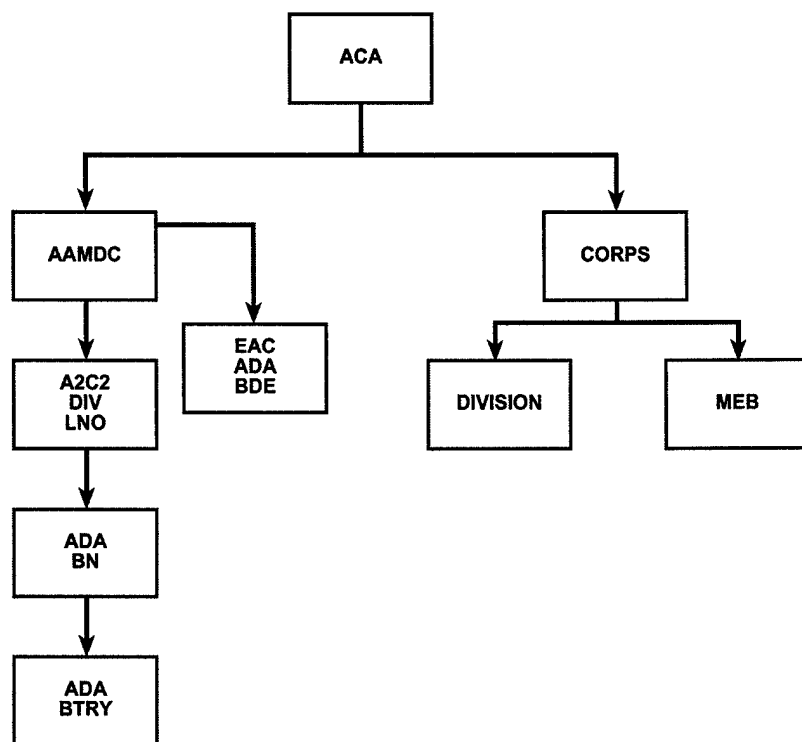 ACA
AAMDC
CORPS
EAC
ADA
BDE
A2C2
DIV
LNO
DIVISION
MEB
ADA
BN
ADA
BTRY